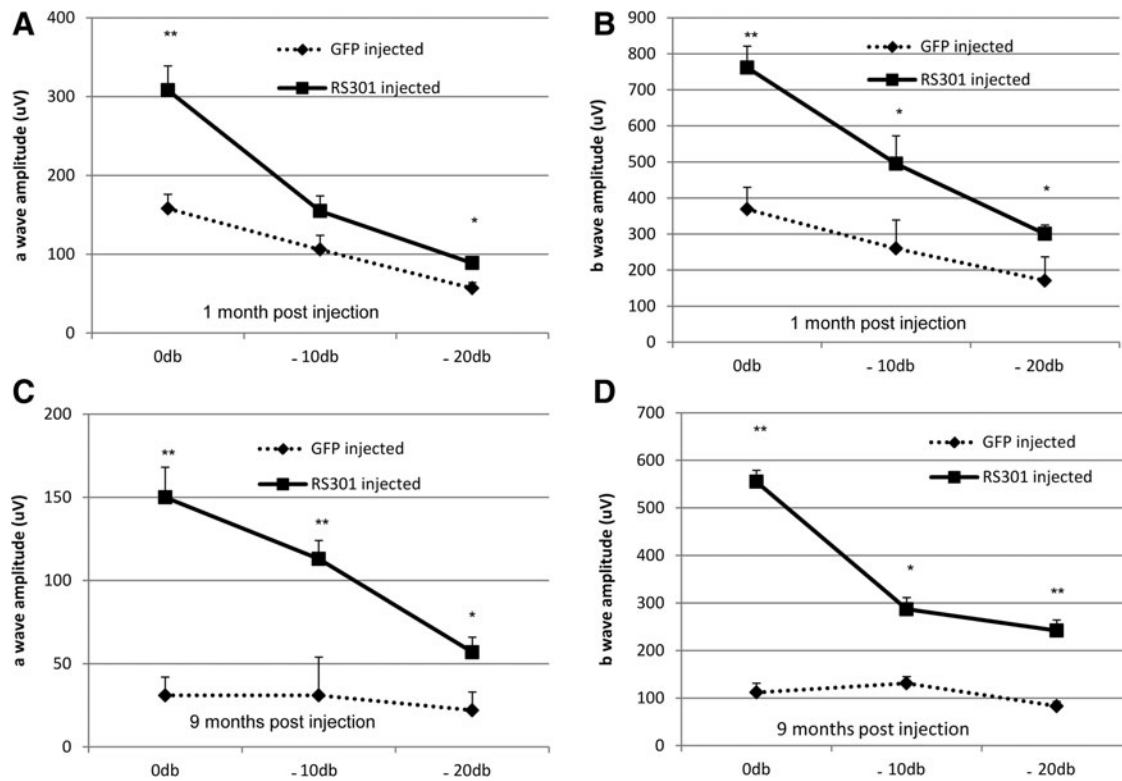 A
a wave amplitude (uV)
400
300
200
100
0
**
*
GFP injected
RS301 injected
1 month post injection
0db
- 10db
- 20db
B
b wave amplitude (uV)
900
800
700
600
500
400
300
200
100
0
**
*
*
GFP injected
RS301 injected
1 month post injection
0db
- 10db
- 20db
C
a wave amplitude (uV)
200
150
100
50
0
**
**
*
GFP injected
RS301 injected
9 months post injection
0db
- 10db
- 20db
D
b wave amplitude (uV)
700
600
500
400
300
200
100
0
**
*
**
GFP injected
RS301 injected
9 months post injection
0db
- 10db
- 20db